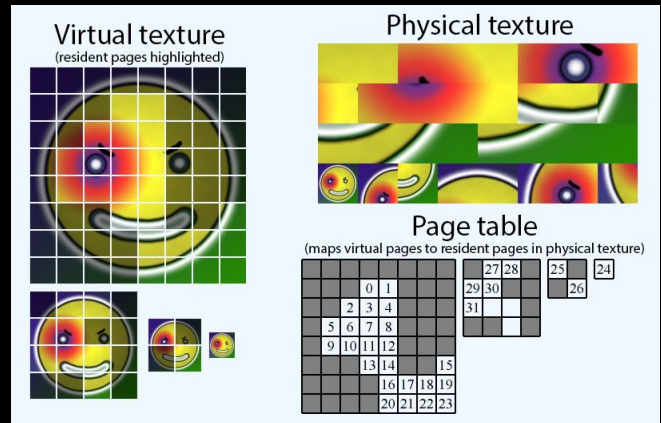 Virtual texture
(resident pages highlighted)
Physical texture
Page table
(maps virtual pages to resident pages in physical texture)
27 28 25 24
0 1 29 30 26
2 3 4 31
5 6 7 8
9 10 11 12
13 14 15
16 17 18 19
20 21 22 23